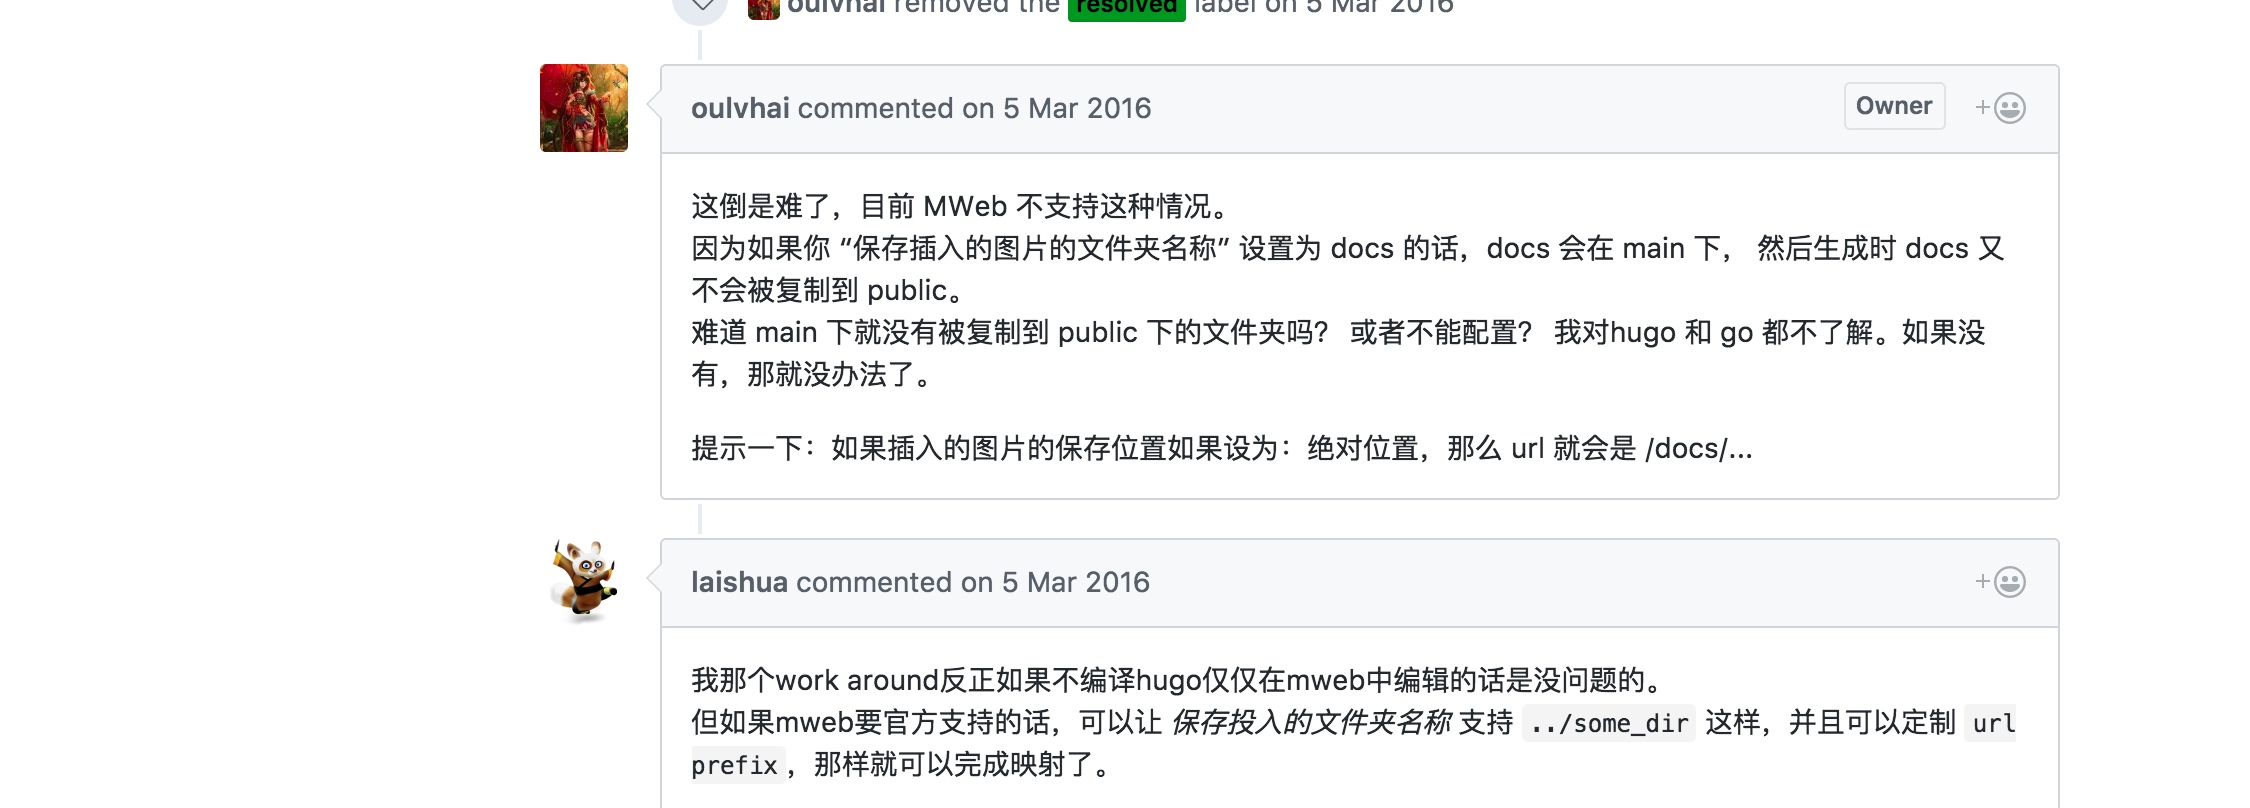 oulvhai removed the resolved label on 5 Mar 2016
oulvhai commented on 5 Mar 2016
Owner
这倒是难了，目前 MWeb 不支持这种情况。
因为如果你 “保存插入的图片的文件夹名称” 设置为 docs 的话，docs 会在 main 下， 然后生成时 docs 又
不会被复制到 public。
难道 main 下就没有被复制到 public 下的文件夹吗？ 或者不能配置？ 我对hugo 和 go 都不了解。如果没
有，那就没办法了。
提示一下：如果插入的图片的保存位置如果设为：绝对位置，那么 url 就会是 /docs/...
laishua commented on 5 Mar 2016
我那个work around反正如果不编译hugo仅仅在mweb中编辑的话是没问题的。
但如果mweb要官方支持的话，可以让 保存投入的文件夹名称 支持 ../some_dir 这样，并且可以定制 url
prefix，那样就可以完成映射了。